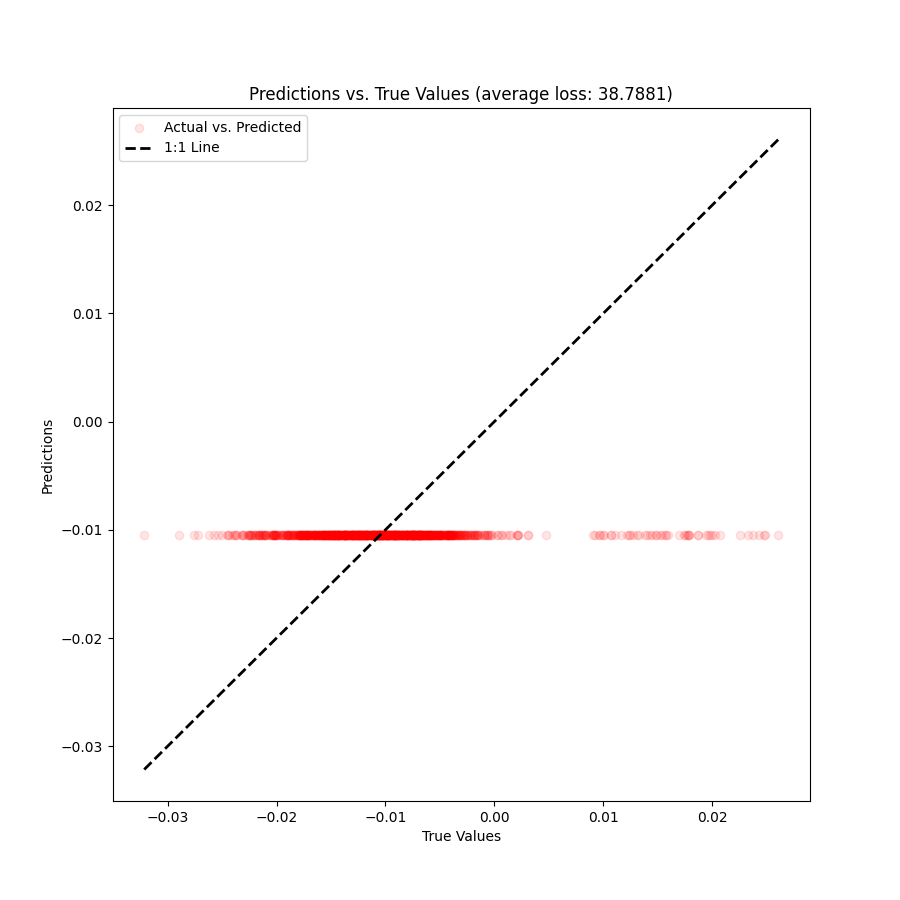 Predictions vs. True Values (average loss: 38.7881)
Actual vs. Predicted
1:1 Line
0.02
0.01
0.00
−0.01
−0.02
−0.03
Predictions
−0.03
−0.02
−0.01
0.00
0.01
0.02
True Values